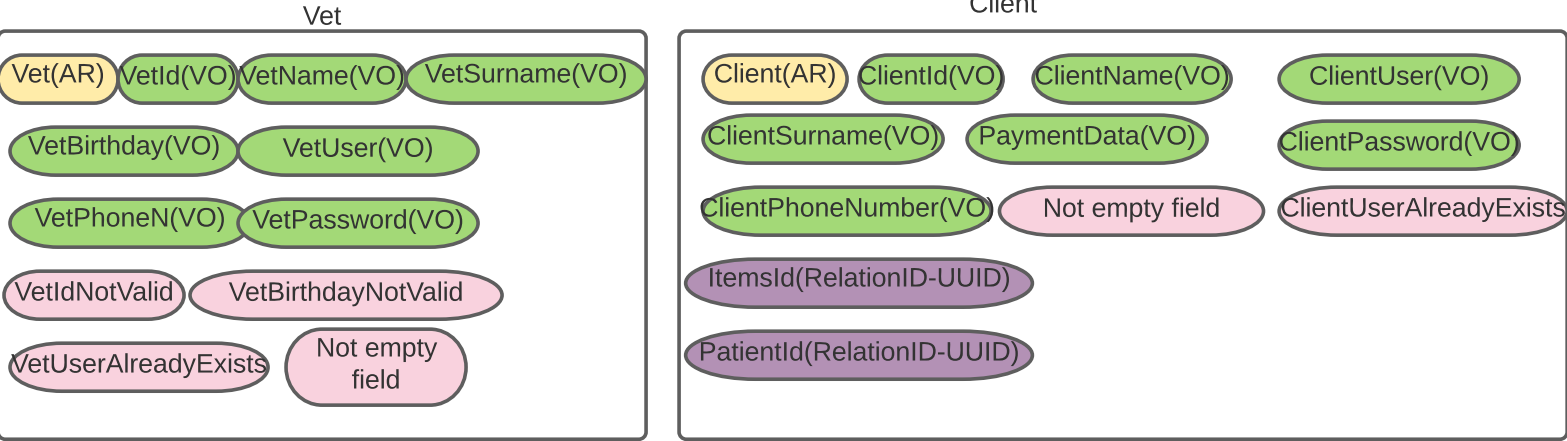 Vet
Vet(AR) VetId(VO) VetName(VO) VetSurname(VO)
VetBirthday(VO) VetUser(VO)
VetPhoneN(VO) VetPassword(VO)
VetIdNotValid VetBirthdayNotValid
VetUserAlreadyExists
Not empty
field
Client
Client(AR) ClientId(VO) ClientName(VO) ClientUser(VO)
ClientSurname(VO) PaymentData(VO) ClientPassword(VO)
ClientPhoneNumber(VO) Not empty field ClientUserAlreadyExists
ItemsId(RelationID-UUID)
PatientId(RelationID-UUID)